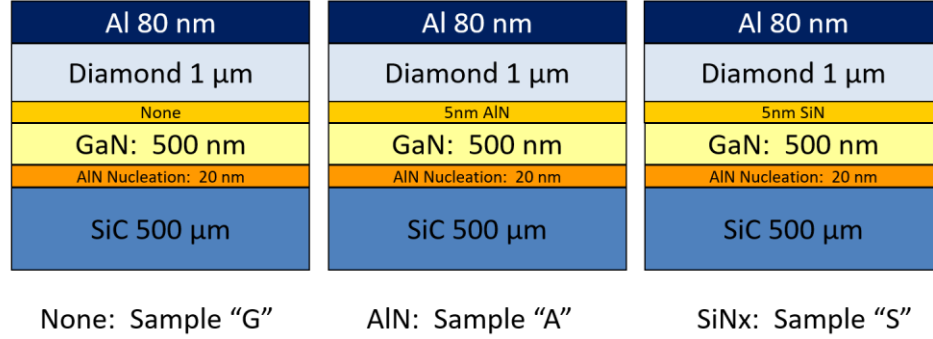 Al 80 nm
Diamond 1 µm
None
GaN:  500 nm
AlN Nucleation:  20 nm
SiC 500 µm
None:  Sample “G”
Al 80 nm
Diamond 1 µm
5nm AlN
GaN:  500 nm
AlN Nucleation:  20 nm
SiC 500 µm
AlN:  Sample “A”
Al 80 nm
Diamond 1 µm
5nm SiN
GaN:  500 nm
AlN Nucleation:  20 nm
SiC 500 µm
SiNx:  Sample “S”